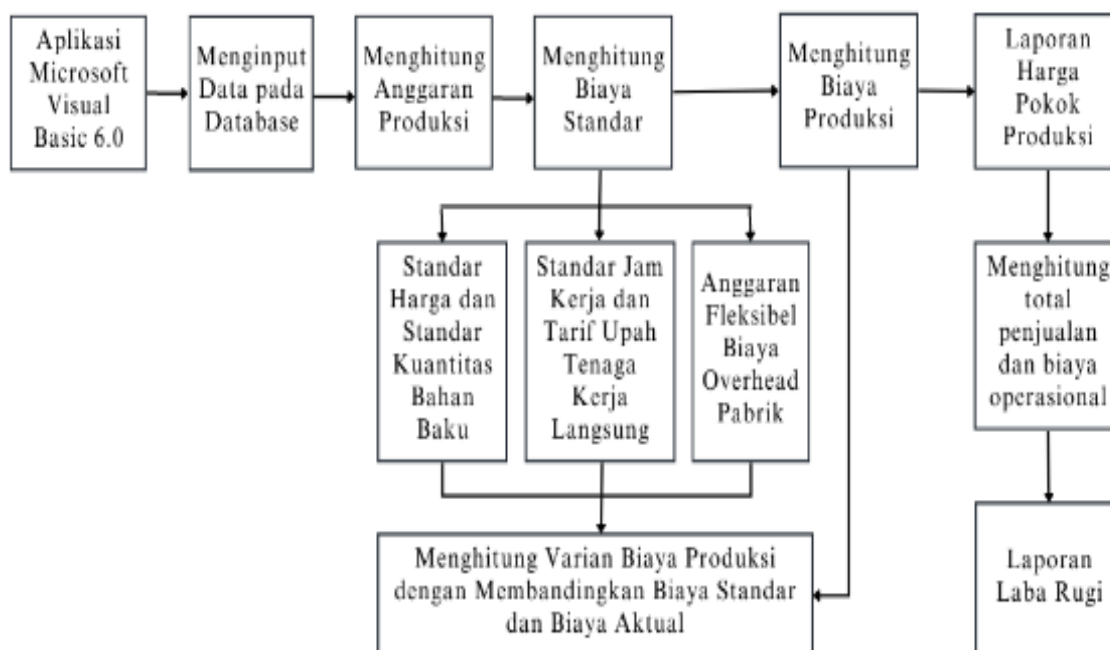 Aplikasi
Microsoft
Visual
Basic 6.0
Menginput
Data pada
Database
Menghitung
Anggaran
Produksi
Menghitung
Biaya
Standar
Menghitung
Biaya
Produksi
Laporan
Harga
Pokok
Produksi
Standar
Harga dan
Standar
Kuantitas
Bahan
Baku
Standar Jam
Kerja dan
Tarif Upah
Tenaga
Kerja
Langsung
Anggaran
Fleksibel
Biaya
Overhead
Pabrik
Menghitung
total
penjualan
dan biaya
operasional
Menghitung Varian Biaya Produksi
dengan Membandingkan Biaya Standar
dan Biaya Aktual
Laporan
Laba Rugi